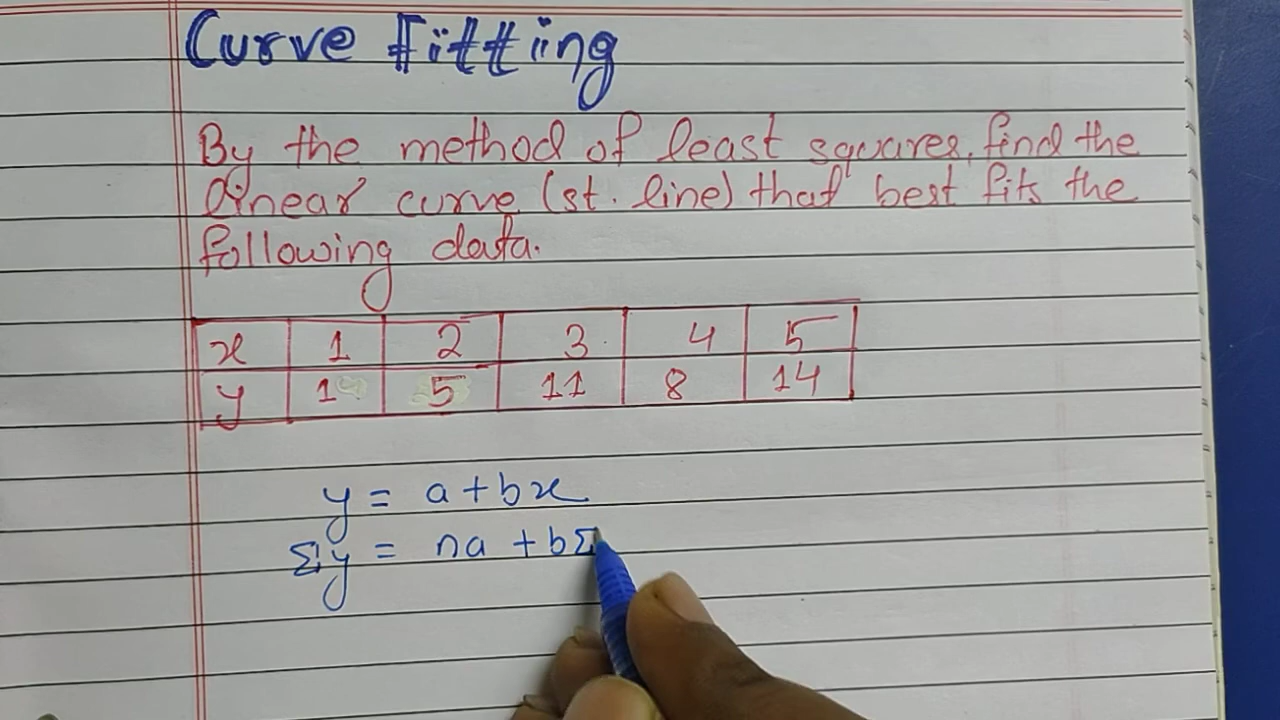 Curve Fitting
By the method of least squares, find the
linear curve (st. line) that best fits the
following data.
x 1 2 3 4 5
y 1 5 11 8 14
y = a + bx
Σy = na + bΣ